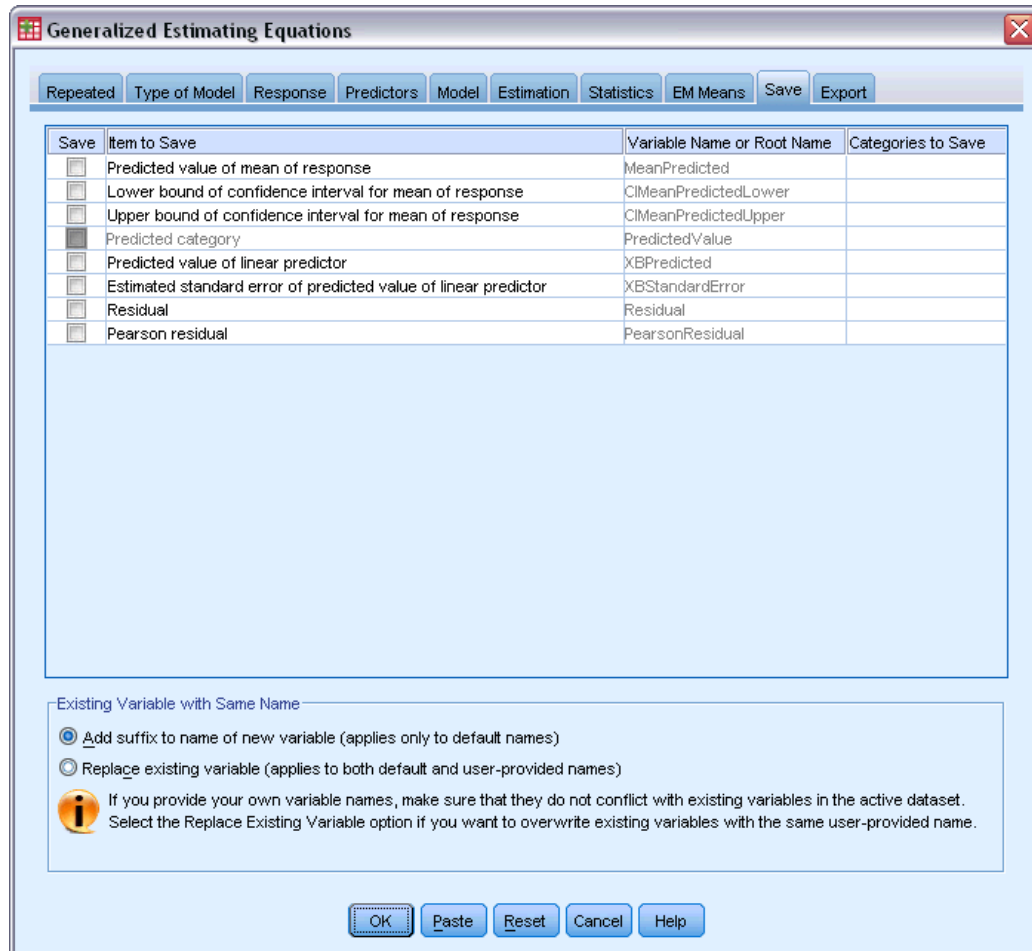 Generalized Estimating Equations
Repeated Type of Model Response Predictors Model Estimation Statistics EM Means Save Export
Save Item to Save Variable Name or Root Name Categories to Save
Predicted value of mean of response MeanPredicted
Lower bound of confidence interval for mean of response CIMeanPredictedLower
Upper bound of confidence interval for mean of response CIMeanPredictedUpper
Predicted category PredictedValue
Predicted value of linear predictor XBPredicted
Estimated standard error of predicted value of linear predictor XBStandardError
Residual Residual
Pearson residual PearsonResidual
Existing Variable with Same Name
Add suffix to name of new variable (applies only to default names)
Replace existing variable (applies to both default and user-provided names)
If you provide your own variable names, make sure that they do not conflict with existing variables in the active dataset.
Select the Replace Existing Variable option if you want to overwrite existing variables with the same user-provided name.
OK Paste Reset Cancel Help